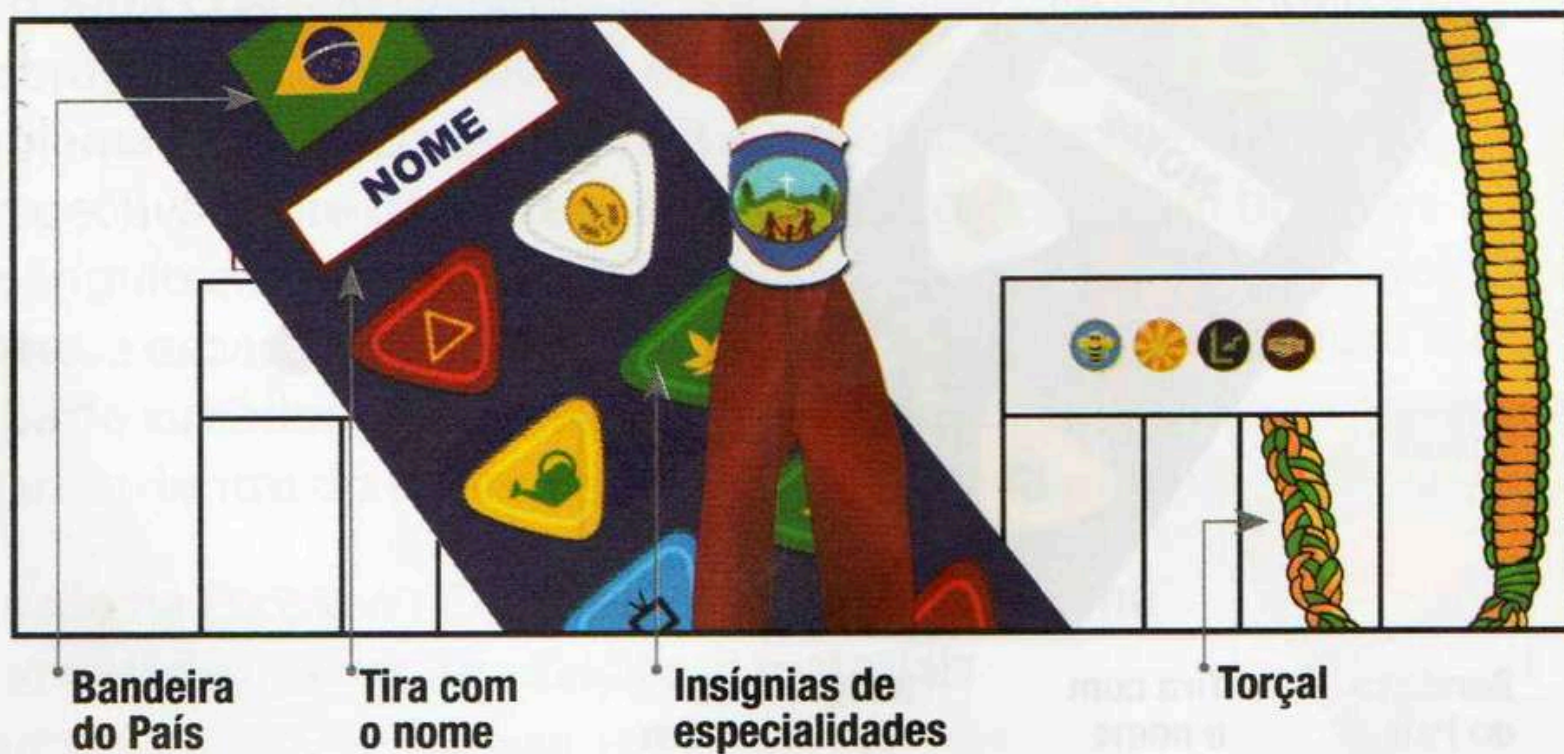 NOME
Bandeira
do País
Tira com
o nome
Insígnias de
especialidades
Torçal